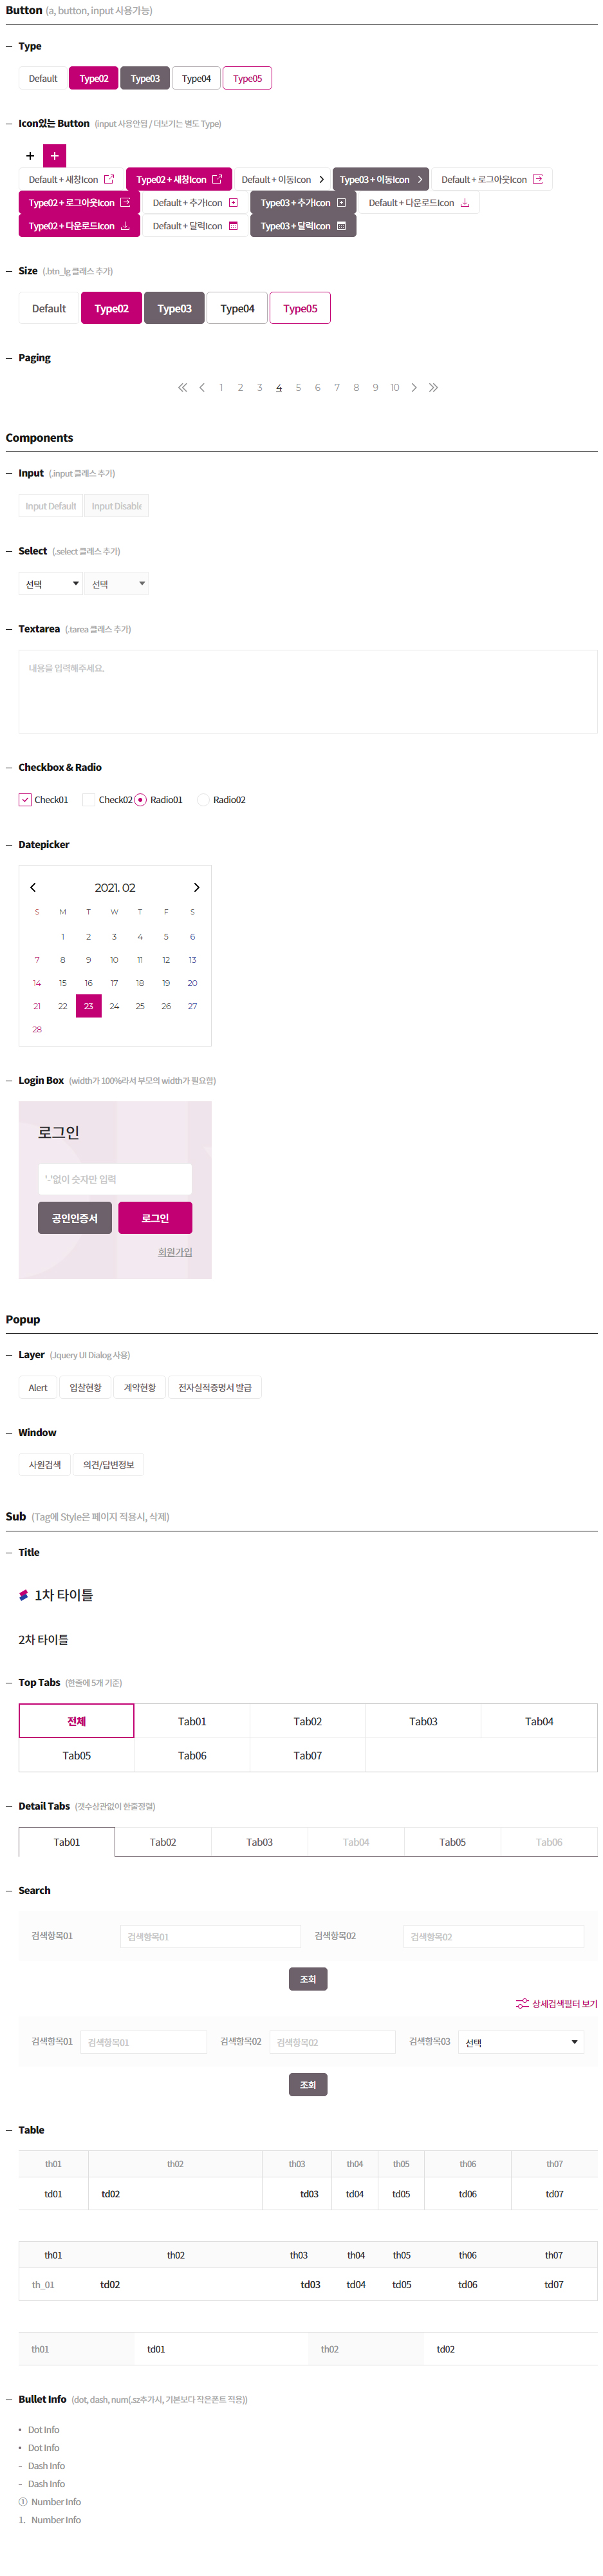 Button (a, button, input 사용가능)
Type
Default Type02 Type03 Type04 Type05
Icon있는 Button (input 사용안됨 / 더보기는 별도 Type)
+ +
Default + 새창Icon Type02 + 새창Icon Default + 이동Icon Type03 + 이동Icon Default + 로그아웃Icon
Type02 + 로그아웃Icon Default + 추가Icon Type03 + 추가Icon Default + 다운로드Icon
Type02 + 다운로드Icon Default + 달력Icon Type03 + 달력Icon
Size (.btn_lg 클래스 추가)
Default Type02 Type03 Type04 Type05
Paging
1 2 3 4 5 6 7 8 9 10
Components
Input (.input 클래스 추가)
Input Default Input Disable
Select (.select 클래스 추가)
선택 선택
Textarea (.tarea 클래스 추가)
내용을 입력해주세요.
Checkbox & Radio
Check01 Check02 Radio01 Radio02
Datepicker
2021. 02
S M T W T F S
1 2 3 4 5 6
7 8 9 10 11 12 13
14 15 16 17 18 19 20
21 22 23 24 25 26 27
28
Login Box (width가 100%라서 부모의 width가 필요함)
로그인
'-'없이 숫자만 입력
공인인증서 로그인
회원가입
Popup
Layer (Jquery UI Dialog 사용)
Alert 입찰현황 계약현황 전자실적증명서 발급
Window
사원검색 의견/답변정보
Sub (Tag에 Style은 페이지 적용시, 삭제)
Title
1차 타이틀
2차 타이틀
Top Tabs (한줄에 5개 기준)
전체 Tab01 Tab02 Tab03 Tab04
Tab05 Tab06 Tab07
Detail Tabs (갯수상관없이 한줄정렬)
Tab01 Tab02 Tab03 Tab04 Tab05 Tab06
Search
검색항목01 검색항목01 검색항목02 검색항목02
조회
상세검색필터 보기
검색항목01 검색항목01 검색항목02 검색항목02 검색항목03 선택
조회
Table
th01 th02 th03 th04 th05 th06 th07
td01 td02 td03 td04 td05 td06 td07
th01 th02 th03 th04 th05 th06 th07
th_01 td02 td03 td04 td05 td06 td07
th01 td01 th02 td02
Bullet Info (dot, dash, num(.sz추가시, 기본보다 작은폰트 적용))
• Dot Info
• Dot Info
- Dash Info
- Dash Info
① Number Info
1. Number Info